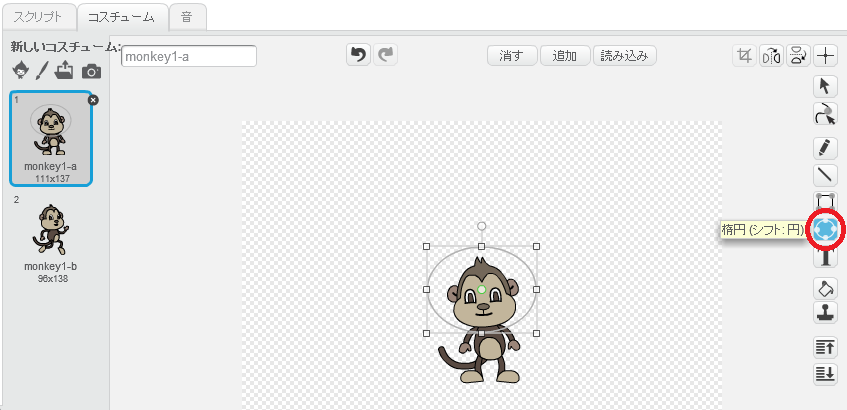 スクリプト
コスチューム
音
新しいコスチューム:
monkey1-a
消す
追加
読み込み
1
monkey1-a
111x137
2
monkey1-b
96x138
楕円 (シフト: 円)
T